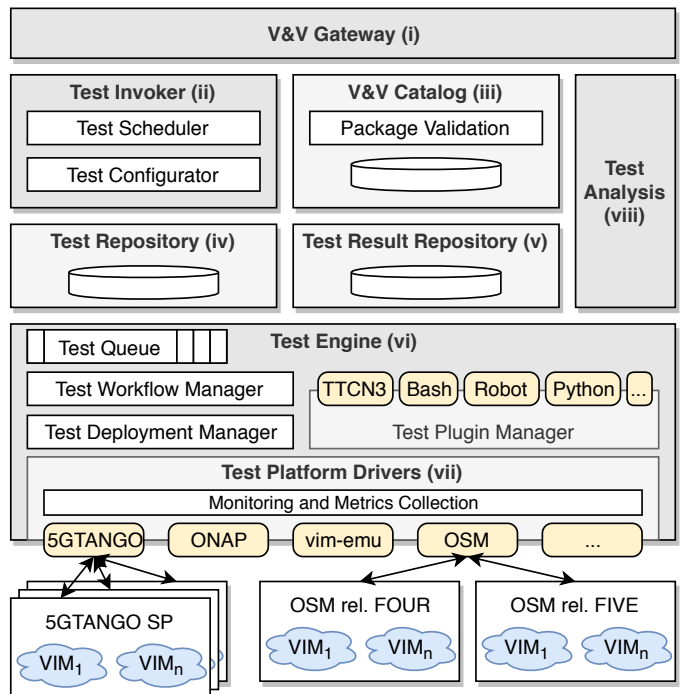 V&V Gateway (i)
Test Invoker (ii)
Test Scheduler
Test Configurator
V&V Catalog (iii)
Package Validation
Test
Analysis
(viii)
Test Repository (iv)
Test Result Repository (v)
Test Engine (vi)
Test Queue
Test Workflow Manager
Test Deployment Manager
TTCN3 Bash Robot Python ...
Test Plugin Manager
Test Platform Drivers (vii)
Monitoring and Metrics Collection
5GTANGO ONAP vim-emu OSM ...
5GTANGO SP
VIM1 VIMn
OSM rel. FOUR
VIM1 VIMn
OSM rel. FIVE
VIM1 VIMn